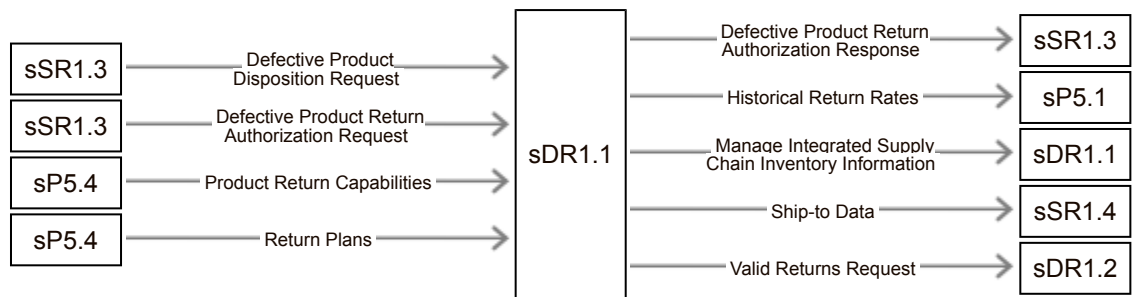 sSR1.3
Defective Product
Disposition Request
sSR1.3
Defective Product Return
Authorization Request
sP5.4
Product Return Capabilities
sP5.4
Return Plans
sDR1.1
Defective Product Return
Authorization Response
sSR1.3
Historical Return Rates
sP5.1
Manage Integrated Supply
Chain Inventory Information
sDR1.1
Ship-to Data
sSR1.4
Valid Returns Request
sDR1.2